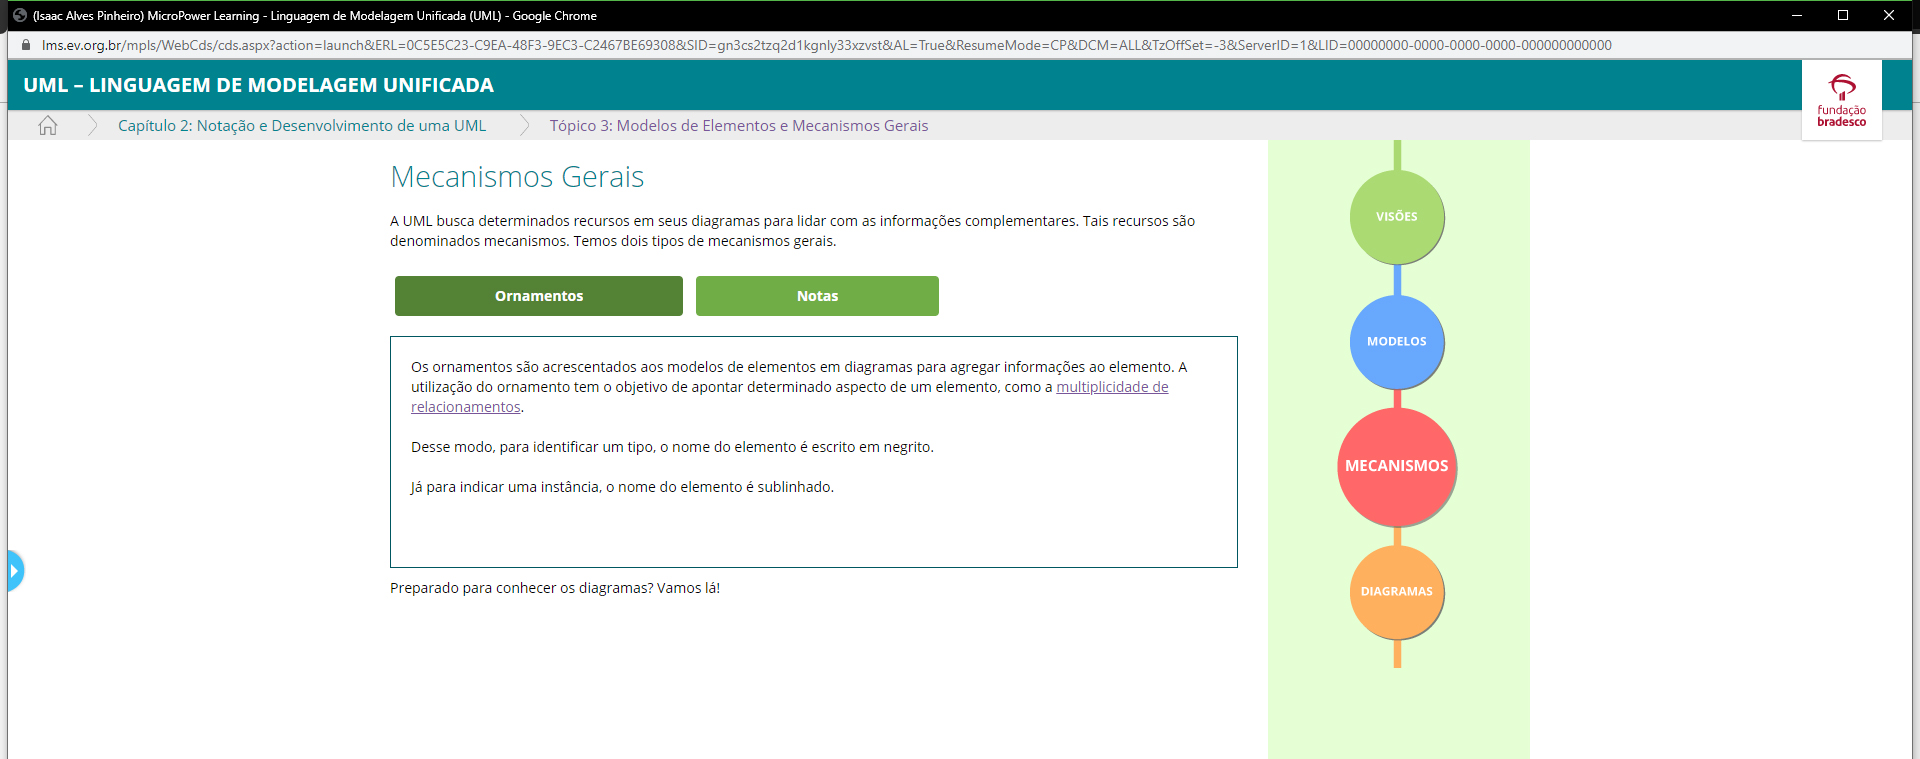 (Isaac Alves Pinheiro) MicroPower Learning - Linguagem de Modelagem Unificada (UML) - Google Chrome
lms.ev.org.br/mpls/WebCds/cds.aspx?action=launch&ERL=0C5E5C23-C9EA-48F3-9EC3-C2467BE69308&SID=gn3cs2tzq2d1kgnly33xzvst&AL=True&ResumeMode=CP&DCM=ALL&TzOffSet=-3&ServerID=1&LID=00000000-0000-0000-0000-000000000000
UML – LINGUAGEM DE MODELAGEM UNIFICADA
fundação
bradesco
Capítulo 2: Notação e Desenvolvimento de uma UML
Tópico 3: Modelos de Elementos e Mecanismos Gerais
Mecanismos Gerais
A UML busca determinados recursos em seus diagramas para lidar com as informações complementares. Tais recursos são
denominados mecanismos. Temos dois tipos de mecanismos gerais.
Ornamentos
Notas
Os ornamentos são acrescentados aos modelos de elementos em diagramas para agregar informações ao elemento. A
utilização do ornamento tem o objetivo de apontar determinado aspecto de um elemento, como a multiplicidade de
relacionamentos.
Desse modo, para identificar um tipo, o nome do elemento é escrito em negrito.
Já para indicar uma instância, o nome do elemento é sublinhado.
Preparado para conhecer os diagramas? Vamos lá!
VISÕES
MODELOS
MECANISMOS
DIAGRAMAS